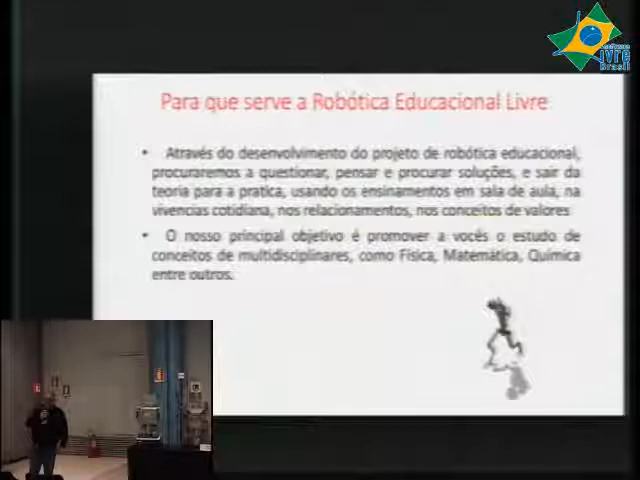 livre
Brasil
Para que serve a Robótica Educacional Livre
• Através do desenvolvimento do projeto de robótica educacional,
procuraremos a questionar, pensar e procurar soluções, e sair da
teoria para a pratica, usando os ensinamentos em sala de aula, na
vivencias cotidiana, nos relacionamentos, nos conceitos de valores
• O nosso principal objetivo é promover a vocês o estudo de
conceitos de multidisciplinares, como Física, Matemática, Química
entre outros.